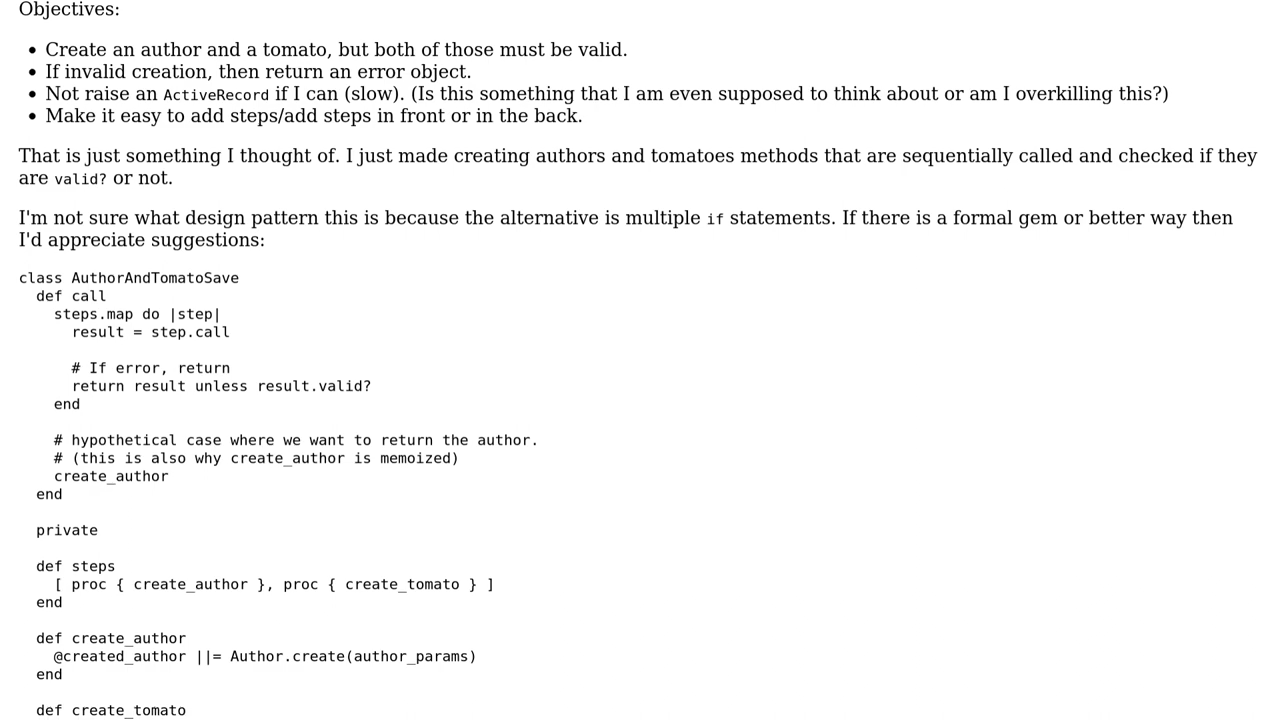 Objectives:
• Create an author and a tomato, but both of those must be valid.
• If invalid creation, then return an error object.
• Not raise an ActiveRecord if I can (slow). (Is this something that I am even supposed to think about or am I overkilling this?)
• Make it easy to add steps/add steps in front or in the back.
That is just something I thought of. I just made creating authors and tomatoes methods that are sequentially called and checked if they
are valid? or not.
I'm not sure what design pattern this is because the alternative is multiple if statements. If there is a formal gem or better way then
I'd appreciate suggestions:
class AuthorAndTomatoSave
  def call
    steps.map do |step|
      result = step.call

      # If error, return
      return result unless result.valid?
    end

    # hypothetical case where we want to return the author.
    # (this is also why create_author is memoized)
    create_author
  end

  private

  def steps
    [ proc { create_author }, proc { create_tomato } ]
  end

  def create_author
    @created_author ||= Author.create(author_params)
  end

  def create_tomato